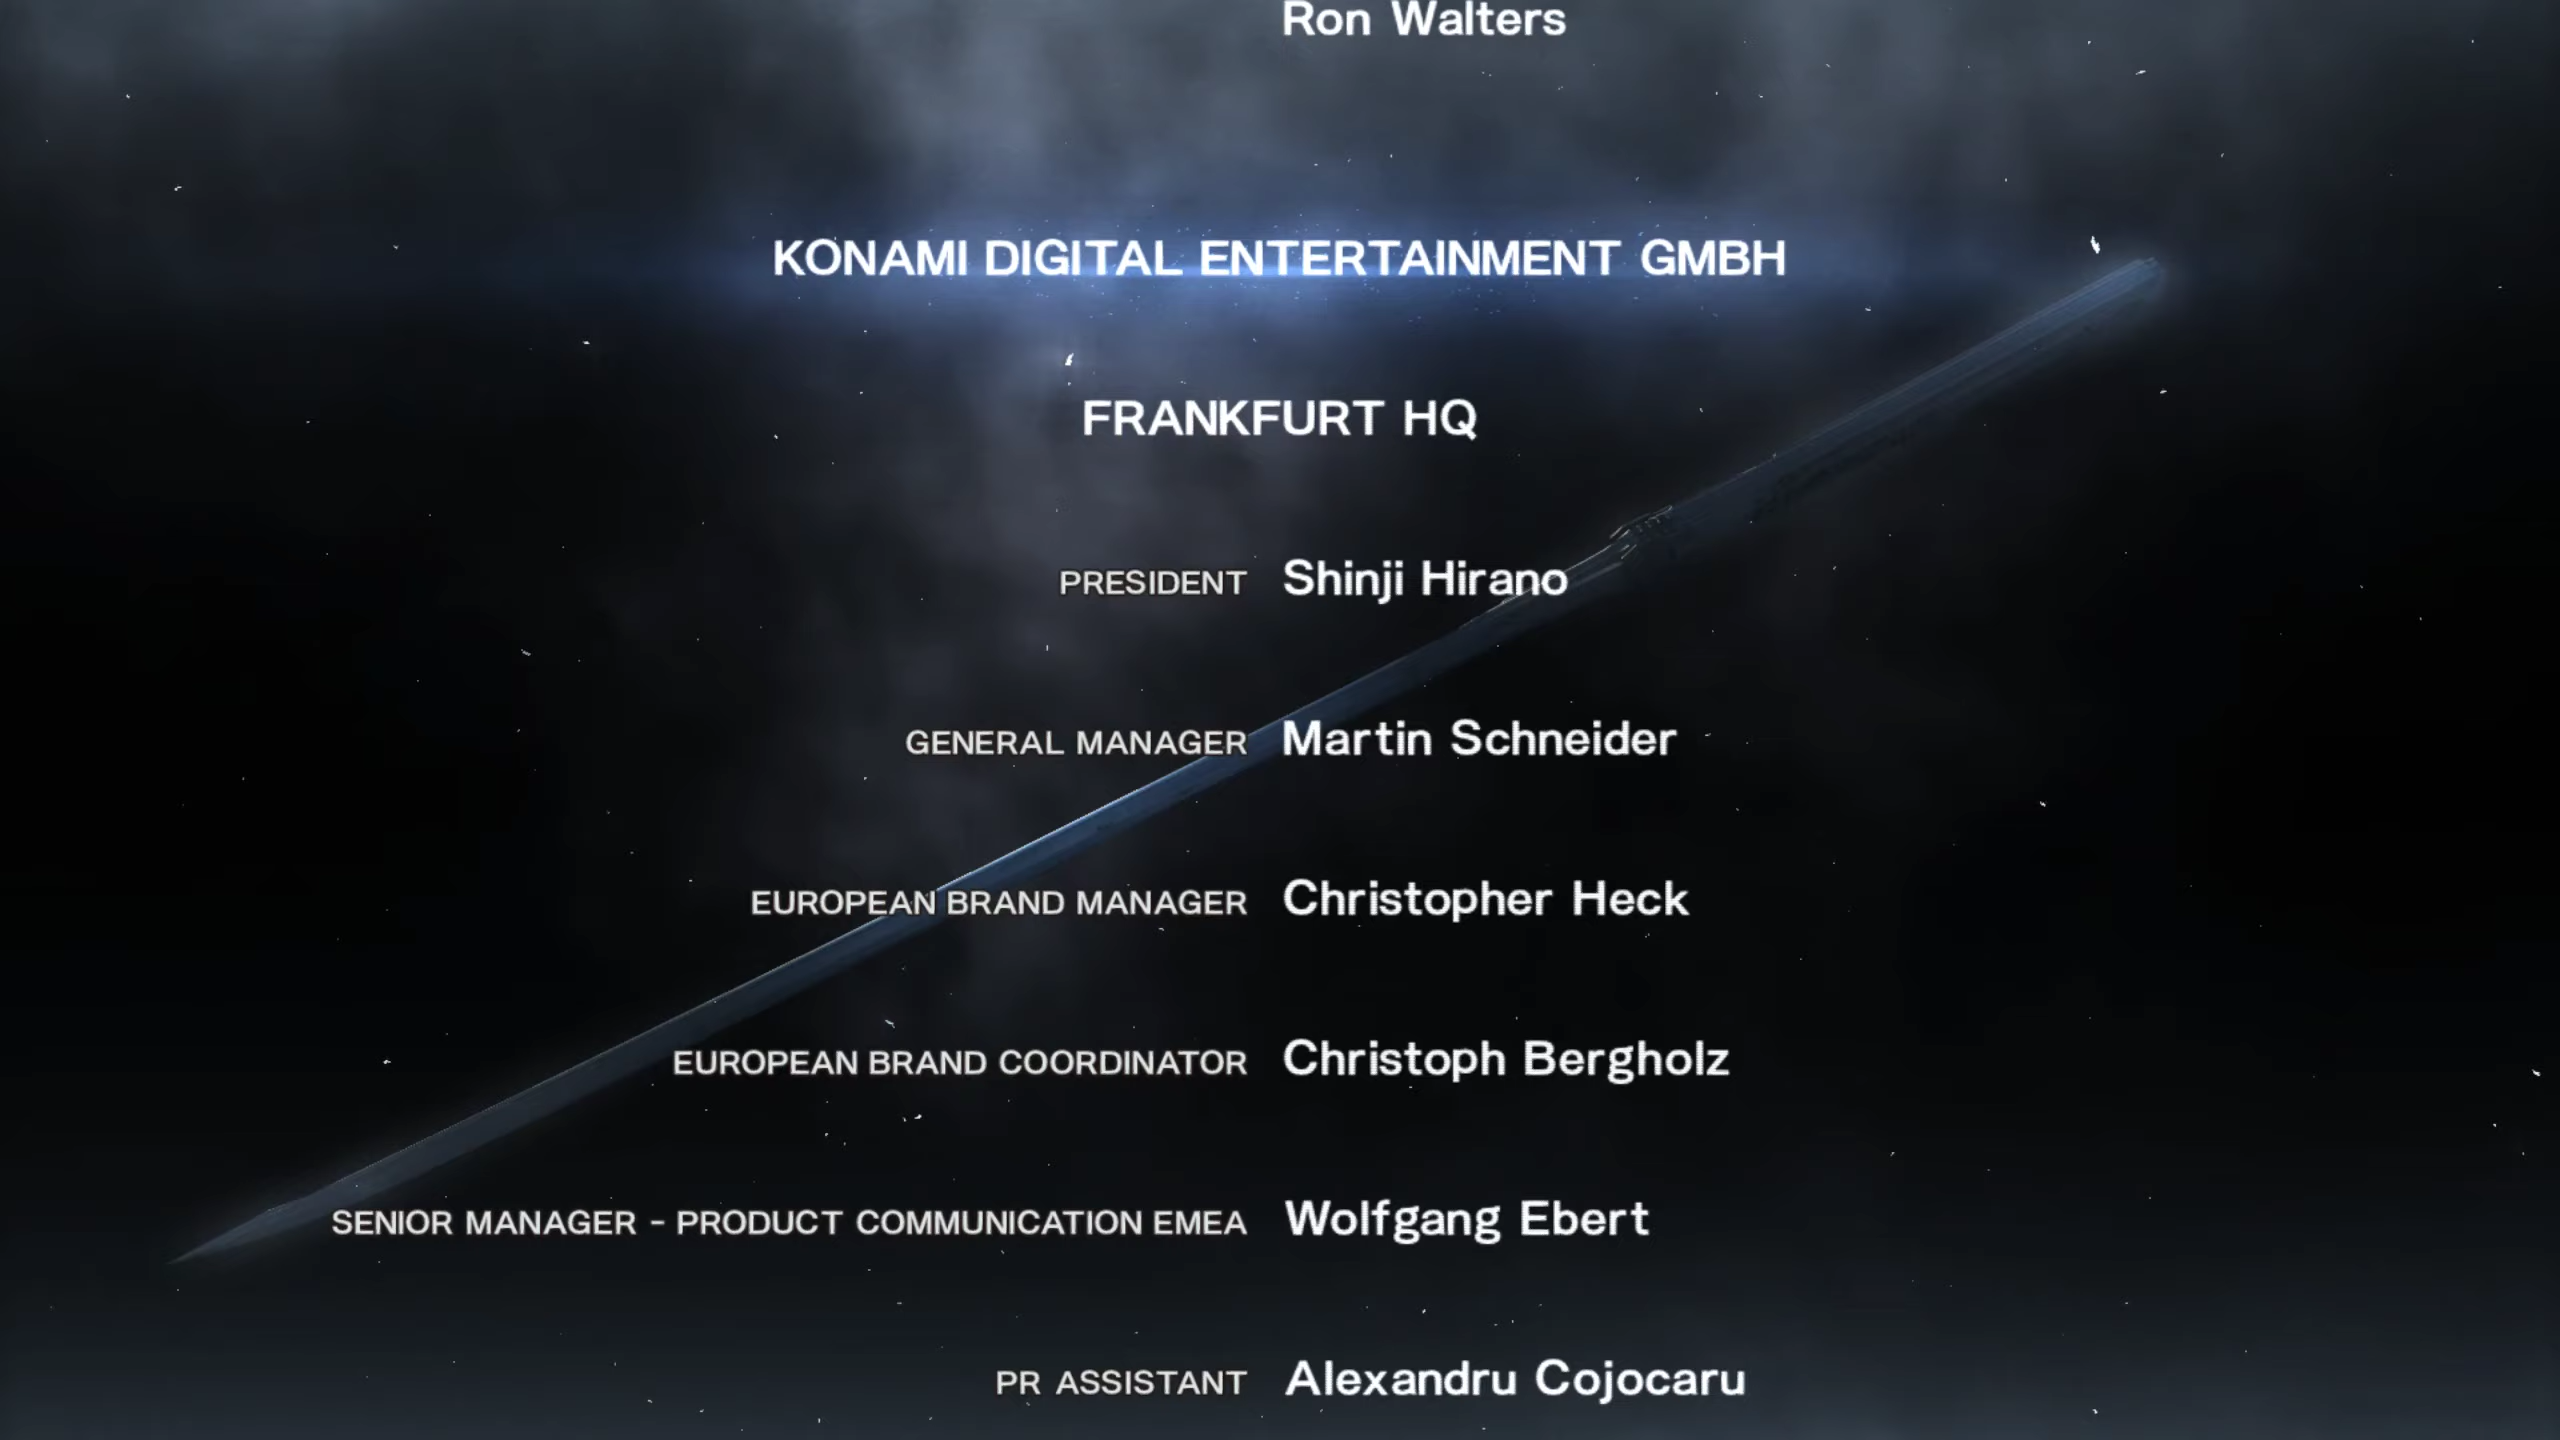 Ron Walters
KONAMI DIGITAL ENTERTAINMENT GMBH
FRANKFURT HQ
PRESIDENT Shinji Hirano
GENERAL MANAGER Martin Schneider
EUROPEAN BRAND MANAGER Christopher Heck
EUROPEAN BRAND COORDINATOR Christoph Bergholz
SENIOR MANAGER - PRODUCT COMMUNICATION EMEA Wolfgang Ebert
PR ASSISTANT Alexandru Cojocaru